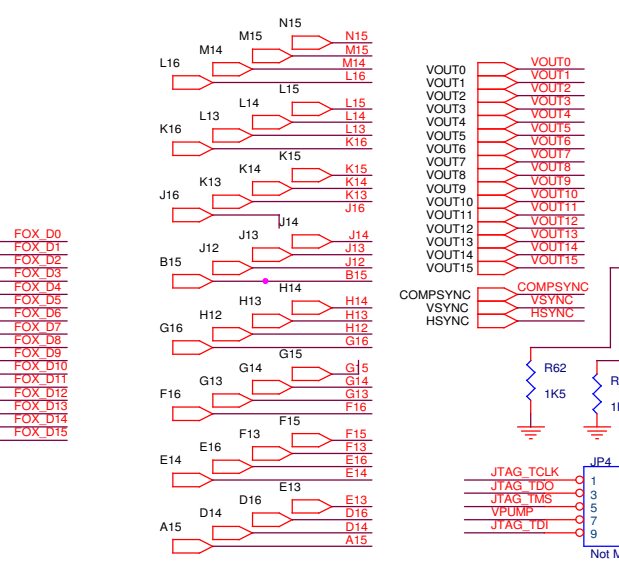 FOX_D0
FOX_D1
FOX_D2
FOX_D3
FOX_D4
FOX_D5
FOX_D6
FOX_D7
FOX_D8
FOX_D9
FOX_D10
FOX_D11
FOX_D12
FOX_D13
FOX_D14
FOX_D15
N15 N15
M15 M15
M14 M14
L16 L16
L15 L15
L14 L14
L13 L13
K16 K16
K15 K15
K14 K14
K13 K13
J16 J16
J14 J14
J13 J13
J12 J12
B15 B15
H14 H14
H13 H13
H12 H12
G16 G16
G15 G15
G14 G14
G13 G13
F16 F16
F15 F15
F13 F13
E16 E16
E14 E14
E13 E13
D16 D16
D14 D14
A15 A15
VOUT0 VOUT0
VOUT1 VOUT1
VOUT2 VOUT2
VOUT3 VOUT3
VOUT4 VOUT4
VOUT5 VOUT5
VOUT6 VOUT6
VOUT7 VOUT7
VOUT8 VOUT8
VOUT9 VOUT9
VOUT10 VOUT10
VOUT11 VOUT11
VOUT12 VOUT12
VOUT13 VOUT13
VOUT14 VOUT14
VOUT15 VOUT15
COMPSYNC COMPSYNC
VSYNC VSYNC
HSYNC HSYNC
R62
1K5
JP4
JTAG_TCLK 1
JTAG_TDO 3
JTAG_TMS 5
VPUMP 7
JTAG_TDI 9
Not